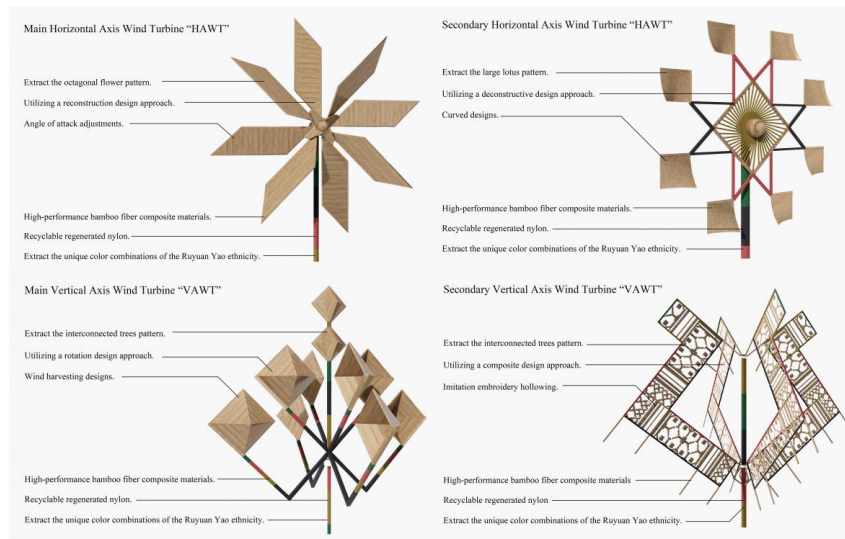 Main Horizontal Axis Wind Turbine “HAWT”
Extract the octagonal flower pattern.
Utilizing a reconstruction design approach.
Angle of attack adjustments.
High-performance bamboo fiber composite materials.
Recyclable regenerated nylon.
Extract the unique color combinations of the Ruyuan Yao ethnicity.
Secondary Horizontal Axis Wind Turbine “HAWT”
Extract the large lotus pattern.
Utilizing a deconstructive design approach.
Curved designs.
High-performance bamboo fiber composite materials.
Recyclable regenerated nylon.
Extract the unique color combinations of the Ruyuan Yao ethnicity.
Main Vertical Axis Wind Turbine “VAWT”
Extract the interconnected trees pattern.
Utilizing a rotation design approach.
Wind harvesting designs.
High-performance bamboo fiber composite materials.
Recyclable regenerated nylon.
Extract the unique color combinations of the Ruyuan Yao ethnicity.
Secondary Vertical Axis Wind Turbine “VAWT”
Extract the interconnected trees pattern.
Utilizing a composite design approach.
Imitation embroidery hollowing.
High-performance bamboo fiber composite materials
Recyclable regenerated nylon
Extract the unique color combinations of the Ruyuan Yao ethnicity.